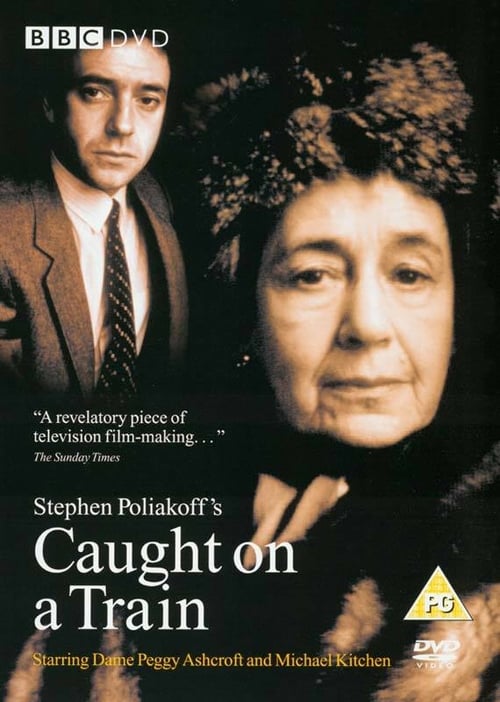 BBC DVD
“A revelatory piece of
television film-making. . .”
The Sunday Times
Stephen Poliakoff’s
Caught on
a Train
Starring Dame Peggy Ashcroft and Michael Kitchen
PG
DVD
VIDEO